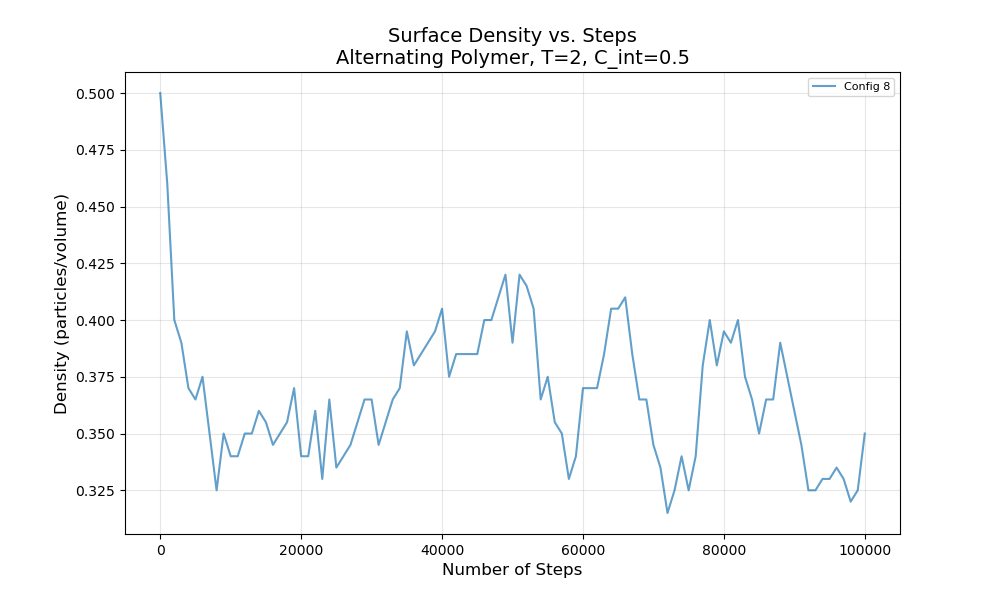 Surface Density vs. Steps
Alternating Polymer, T=2, C_int=0.5
Config 8
Density (particles/volume)
0.500
0.475
0.450
0.425
0.400
0.375
0.350
0.325
0
20000
40000
60000
80000
100000
Number of Steps